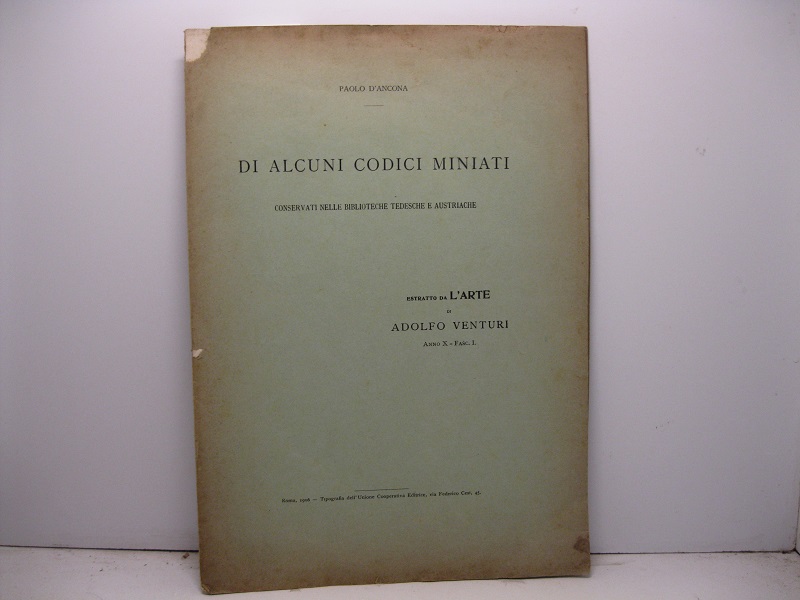 PAOLO D'ANCONA
DI ALCUNI CODICI MINIATI
CONSERVATI NELLE BIBLIOTECHE TEDESCHE E AUSTRIACHE
ESTRATTO DA L'ARTE
DI
ADOLFO VENTURI
ANNO X - FASC. I.
Roma, 1906 — Tipografia dell'Unione Cooperativa Editrice, via Federico Cesi, 45.